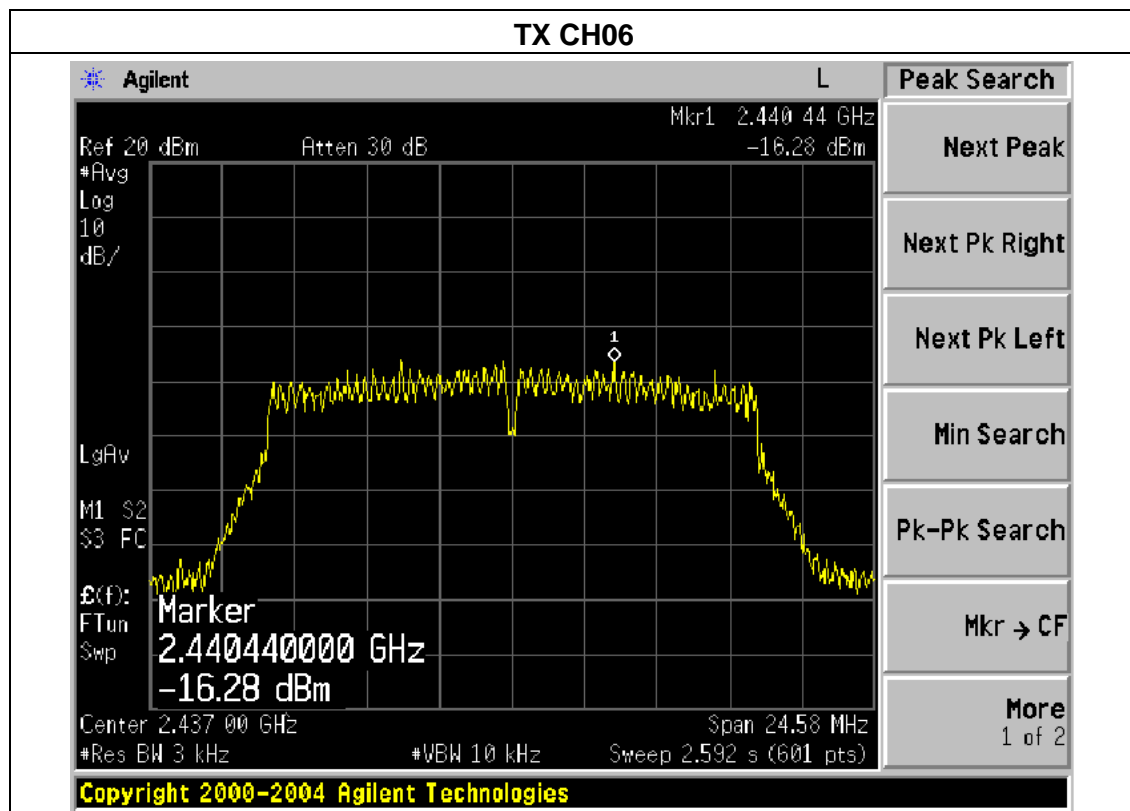 TX CH06
Agilent L Peak Search
Mkr1 2.440 44 GHz
Ref 20 dBm Atten 30 dB -16.28 dBm
#Avg
Log
10
dB/
1
LgAv
M1 S2
S3 FC
£(f):
FTun
Swp
Marker
2.440440000 GHz
-16.28 dBm
Center 2.437 00 GHz Span 24.58 MHz
#Res BW 3 kHz #VBW 10 kHz Sweep 2.592 s (601 pts)
Next Peak
Next Pk Right
Next Pk Left
Min Search
Pk-Pk Search
Mkr → CF
More
1 of 2
Copyright 2000-2004 Agilent Technologies